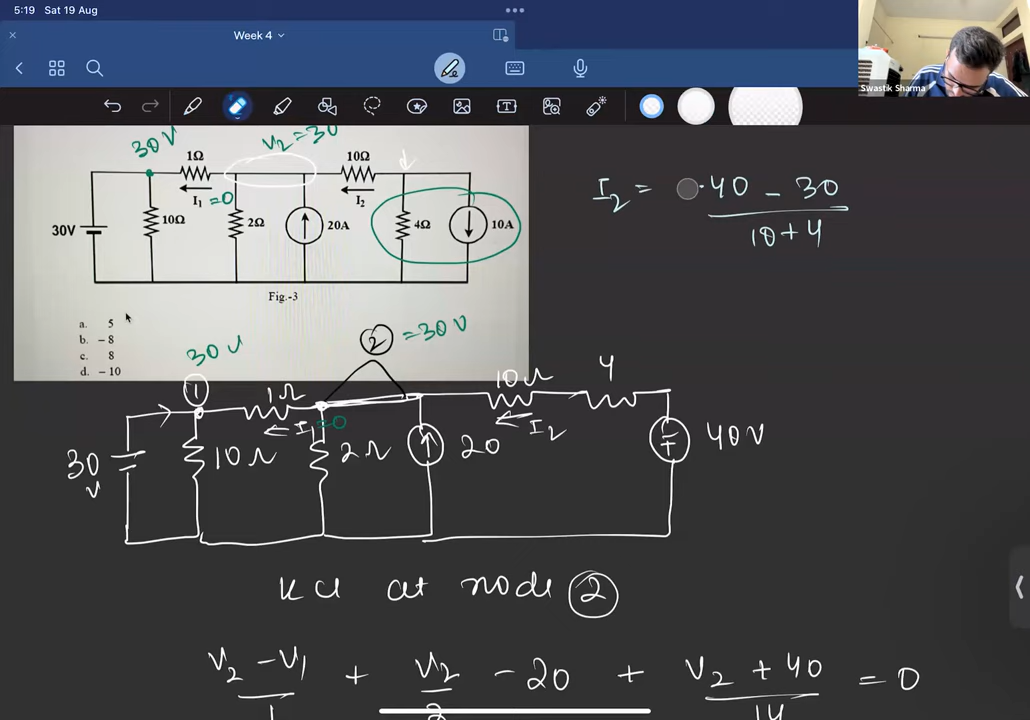 5:19 Sat 19 Aug
Week 4
Swastik Sharma
30V
V₂ = 30
1Ω
10Ω
I₁ = 0
I₂
30V
10Ω
2Ω
20A
4Ω
10A
Fig.-3
a. 5
b. – 8
c. 8
d. – 10
I₂ = -40 - 30
10 + 4
30 V
② = 30 V
①
1Ω
10Ω
4
I₁ = 0
I₂
30 V
10Ω
2Ω
20
40V
KCL at node ②
V₂ - V₁ + V₂ - 20 + V₂ + 40 = 0
1 2 14